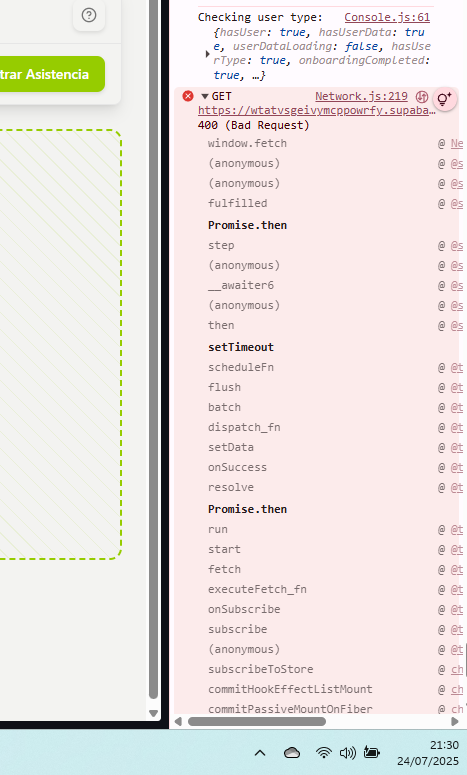 Checking user type: Console.js:61
{hasUser: true, hasUserData: tru
e, userDataLoading: false, hasUse
rType: true, onboardingCompleted:
true, …}
trar Asistencia
GET Network.js:219
https://wtatvsgeivymcppowrfy.supaba…
400 (Bad Request)
window.fetch @ Ne
(anonymous) @ @s
(anonymous) @ @s
fulfilled @ @s
Promise.then
step @ @s
(anonymous) @ @s
__awaiter6 @ @s
(anonymous) @ @s
then @ @s
setTimeout
scheduleFn @ @t
flush @ @t
batch @ @t
dispatch_fn @ @t
setData @ @t
onSuccess @ @t
resolve @ @t
Promise.then
run @ @t
start @ @t
fetch @ @t
executeFetch_fn @ @t
onSubscribe @ @t
subscribe @ @t
(anonymous) @ @t
subscribeToStore @ ch
commitHookEffectListMount @ ch
commitPassiveMountOnFiber @ ch
21:30
24/07/2025